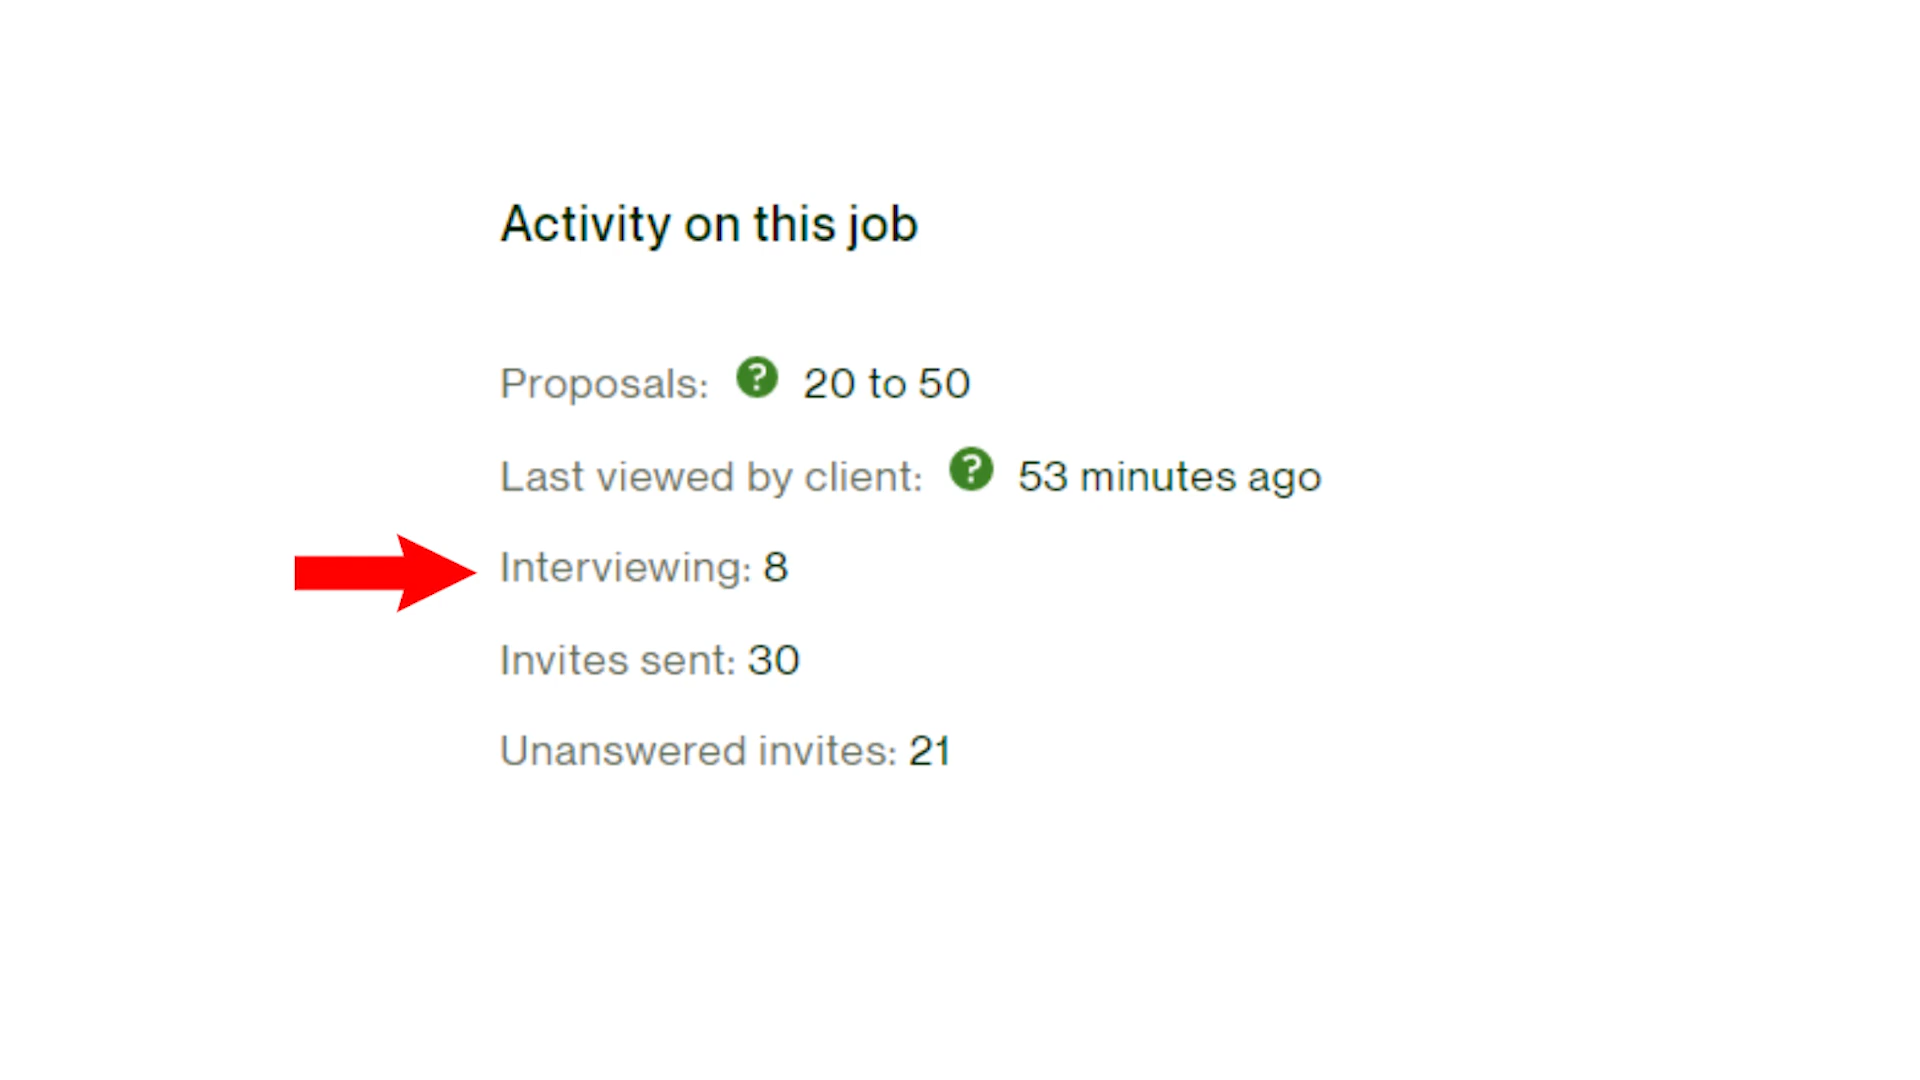 Activity on this job
Proposals: ? 20 to 50
Last viewed by client: ? 53 minutes ago
Interviewing: 8
Invites sent: 30
Unanswered invites: 21